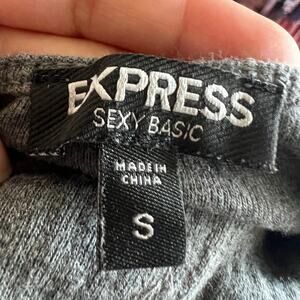 EXPRESS
SEXY BASIC
MADE IN
CHINA
S